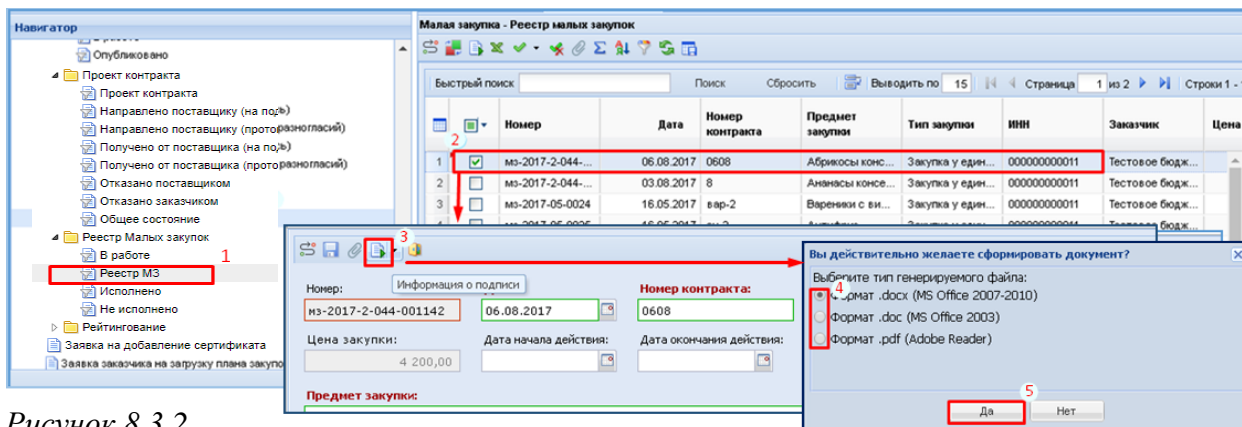 Навигатор
Опубликовано
Проект контракта
Проект контракта
Направлено поставщику (на подь)
Направлено поставщику (проторазногласий)
Получено от поставщика (на подь)
Получено от поставщика (проторазногласий)
Отказано поставщиком
Отказано заказчиком
Общее состояние
Реестр Малых закупок
1
В работе
Реестр МЗ
Исполнено
Не исполнено
Рейтингование
Заявка на добавление сертификата
Заявка заказчика на загрузку плана закупо
Малая закупка - Реестр малых закупок
Быстрый поиск Поиск Сбросить Выводить по 15 Страница 1 из 2 Строки 1 -
Номер Дата Номер контракта Предмет закупки Тип закупки ИНН Заказчик Цена
2
1 мз-2017-2-044-... 06.08.2017 0608 Абрикосы конс... Закупка у един... 000000000011 Тестовое бюдж...
2 мз-2017-2-044-... 03.08.2017 8 Ананасы консе... Закупка у един... 000000000011 Тестовое бюдж...
3 мз-2017-05-0024 16.05.2017 вар-2 Вареники с ви... Закупка у един... 000000000011 Тестовое бюдж...
3
Информация о подписи
Номер: Номер контракта:
мз-2017-2-044-001142 06.08.2017 0608
Цена закупки: Дата начала действия: Дата окончания действия:
4 200,00
Предмет закупки:
Вы действительно желаете сформировать документ?
Выберите тип генерируемого файла:
4
Формат .docx (MS Office 2007-2010)
Формат .doc (MS Office 2003)
Формат .pdf (Adobe Reader)
5
Да Нет
Рисунок 8.3.2